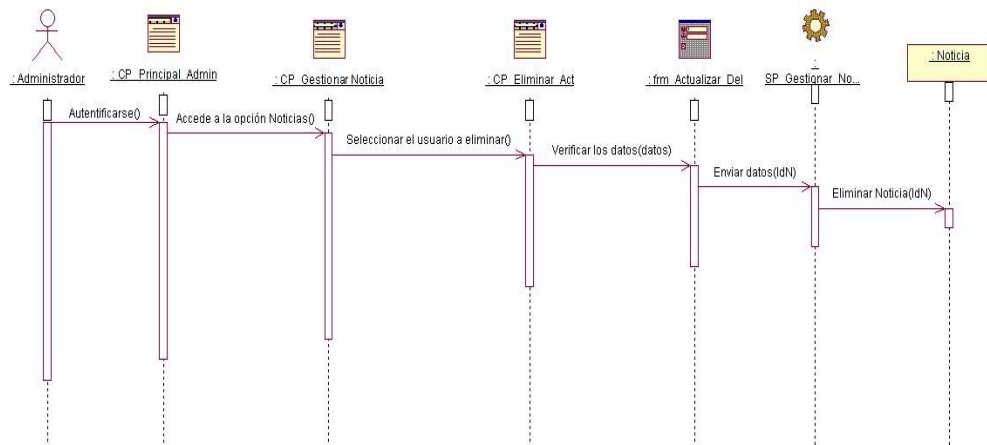 : Administrador
: CP_Principal_Admin
: CP_Gestionar Noticia
: CP_Eliminar_Act
: frm_Actualizar_Del
:
SP_Gestionar_No...
: Noticia
Autentificarse()
Accede a la opción Noticias()
Seleccionar el usuario a eliminar()
Verificar los datos(datos)
Enviar datos(IdN)
Eliminar Noticia(IdN)